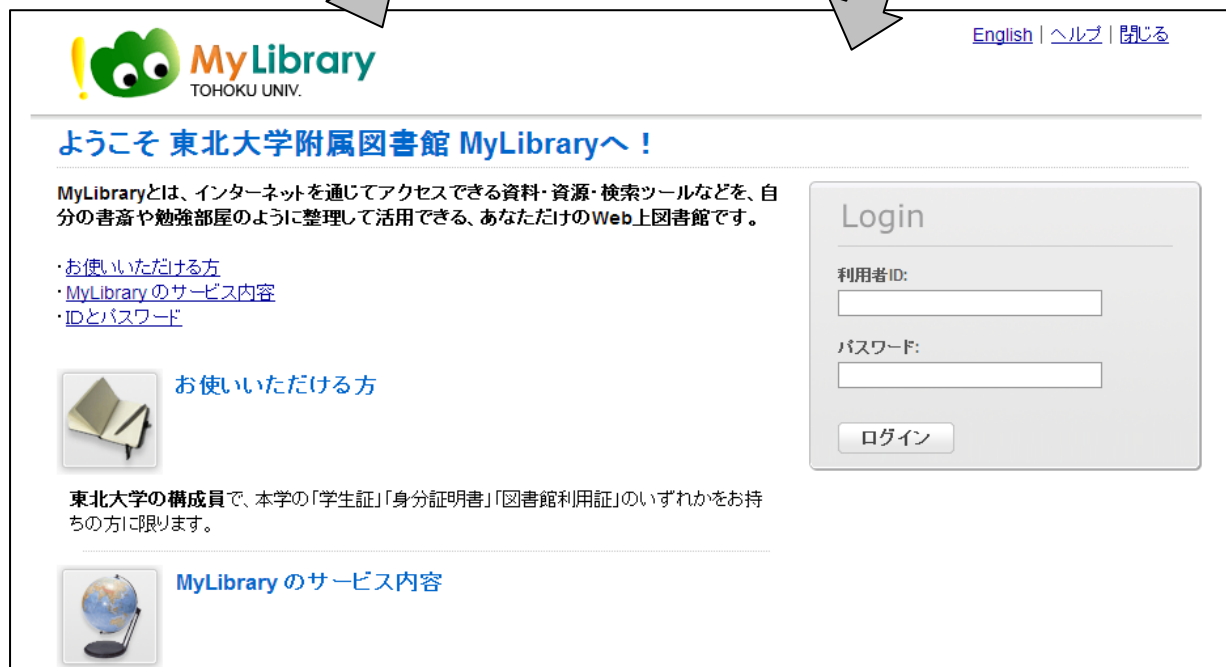 MyLibrary
TOHOKU UNIV.
English | ヘルプ | 閉じる
ようこそ 東北大学附属図書館 MyLibraryへ！
MyLibraryとは、インターネットを通じてアクセスできる資料・資源・検索ツールなどを、自
分の書斎や勉強部屋のように整理して活用できる、あなただけのWeb上図書館です。
・お使いいただける方
・MyLibrary のサービス内容
・IDとパスワード
Login
利用者ID:
パスワード:
ログイン
お使いいただける方
東北大学の構成員で、本学の「学生証」「身分証明書」「図書館利用証」のいずれかをお持
ちの方に限ります。
MyLibrary のサービス内容